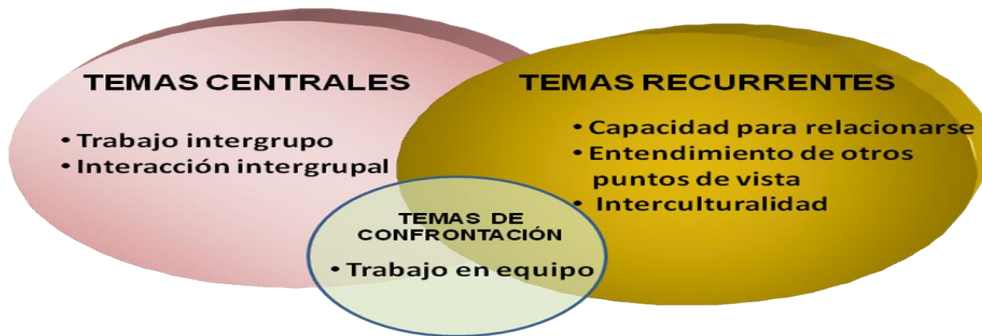 TEMAS CENTRALES
• Trabajo intergrupo
• Interacción intergrupal
TEMAS RECURRENTES
• Capacidad para relacionarse
• Entendimiento de otros
puntos de vista
• Interculturalidad
TEMAS DE
CONFRONTACIÓN
• Trabajo en equipo